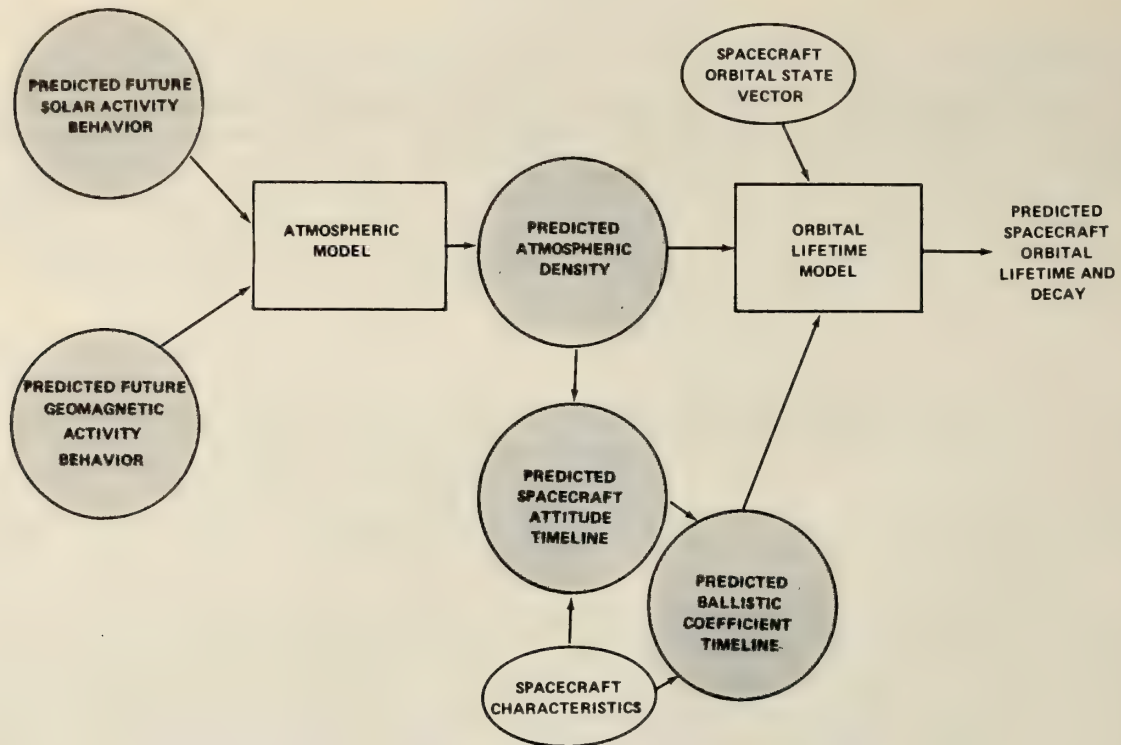 PREDICTED FUTURE
SOLAR ACTIVITY
BEHAVIOR
SPACECRAFT
ORBITAL STATE
VECTOR
ATMOSPHERIC
MODEL
PREDICTED
ATMOSPHERIC
DENSITY
ORBITAL
LIFETIME
MODEL
PREDICTED
SPACECRAFT
ORBITAL
LIFETIME AND
DECAY
PREDICTED FUTURE
GEOMAGNETIC
ACTIVITY
BEHAVIOR
PREDICTED
SPACECRAFT
ATTITUDE
TIMELINE
PREDICTED
BALLISTIC
COEFFICIENT
TIMELINE
SPACECRAFT
CHARACTERISTICS